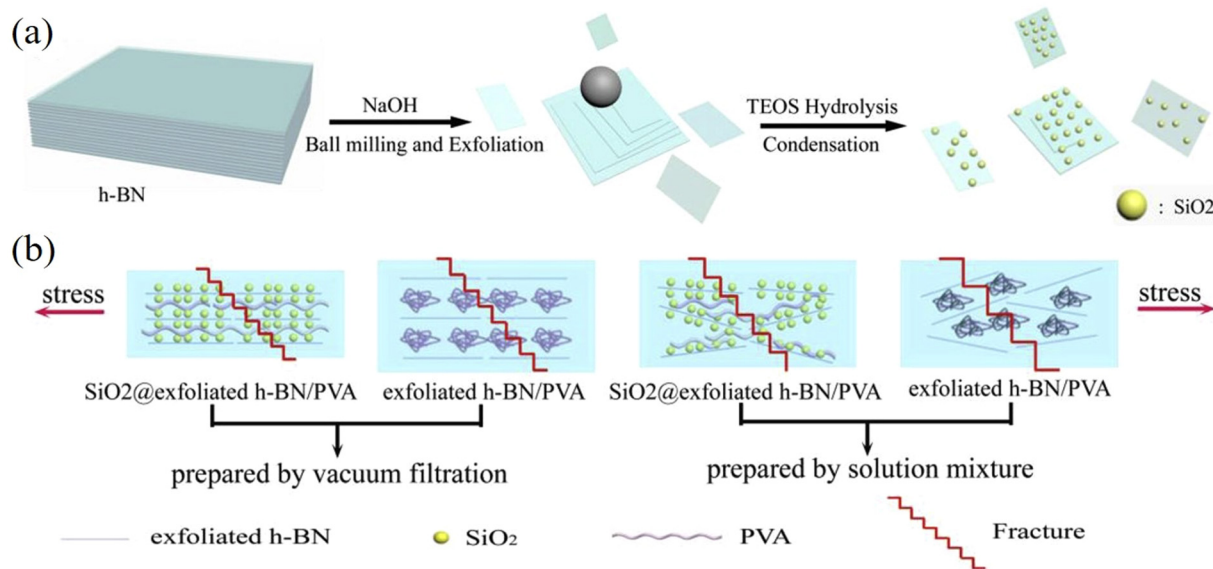 (a)
NaOH
Ball milling and Exfoliation
TEOS Hydrolysis
Condensation
h-BN
: SiO2
(b)
stress
stress
SiO2@exfoliated h-BN/PVA
exfoliated h-BN/PVA
SiO2@exfoliated h-BN/PVA
exfoliated h-BN/PVA
prepared by vacuum filtration
prepared by solution mixture
exfoliated h-BN
SiO₂
PVA
Fracture